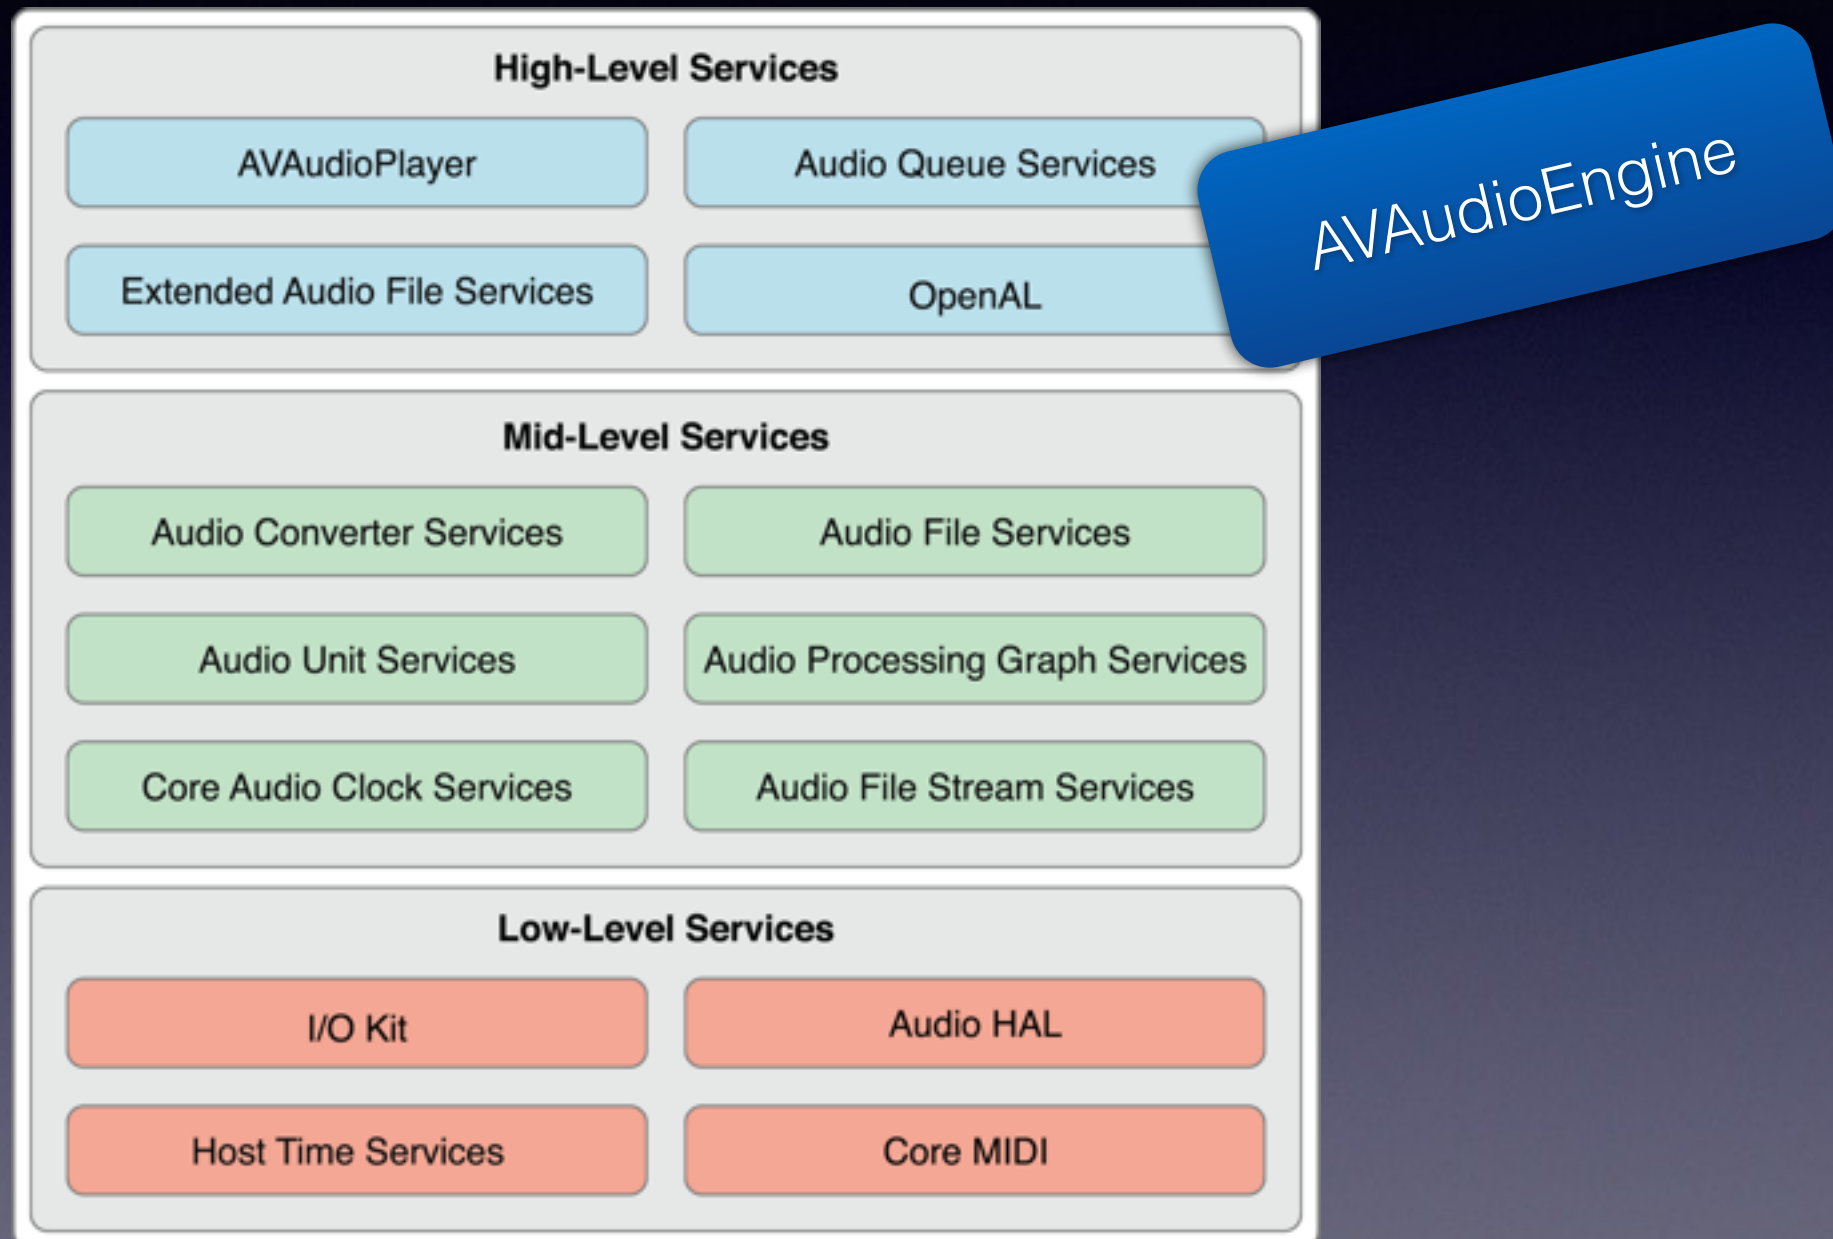 High-Level Services
AVAudioPlayer
Audio Queue Services
AVAudioEngine
Extended Audio File Services
OpenAL
Mid-Level Services
Audio Converter Services
Audio File Services
Audio Unit Services
Audio Processing Graph Services
Core Audio Clock Services
Audio File Stream Services
Low-Level Services
I/O Kit
Audio HAL
Host Time Services
Core MIDI